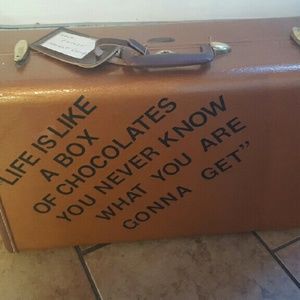 "LIFE IS LIKE
A BOX
OF CHOCOLATES
YOU NEVER KNOW
WHAT YOU ARE
GONNA GET"